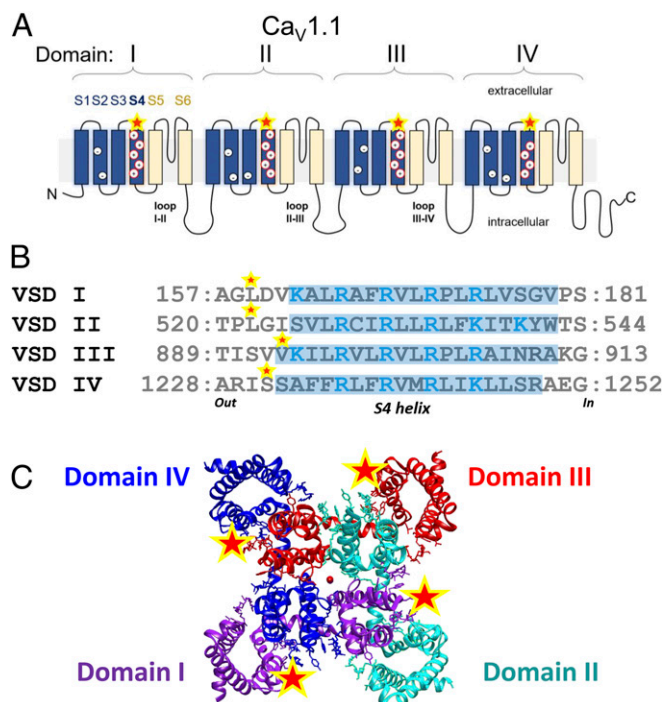 A
CaV1.1
Domain: I II III IV
extracellular
S1 S2 S3 S4 S5 S6
N
loop I-II
loop II-III
loop III-IV
intracellular
C
B
VSD I 157:AGLDVKALRAFRVLRPLRLVSGVPS:181
VSD II 520:TPLGISVLRCIRLLRLFKITKYWTS:544
VSD III 889:TISVVKILRVLRVLRPLRAINRAKG:913
VSD IV 1228:ARISSAFFRLFRVMRLIKLLSRAEG:1252
Out S4 helix In
C
Domain IV Domain III
Domain I Domain II